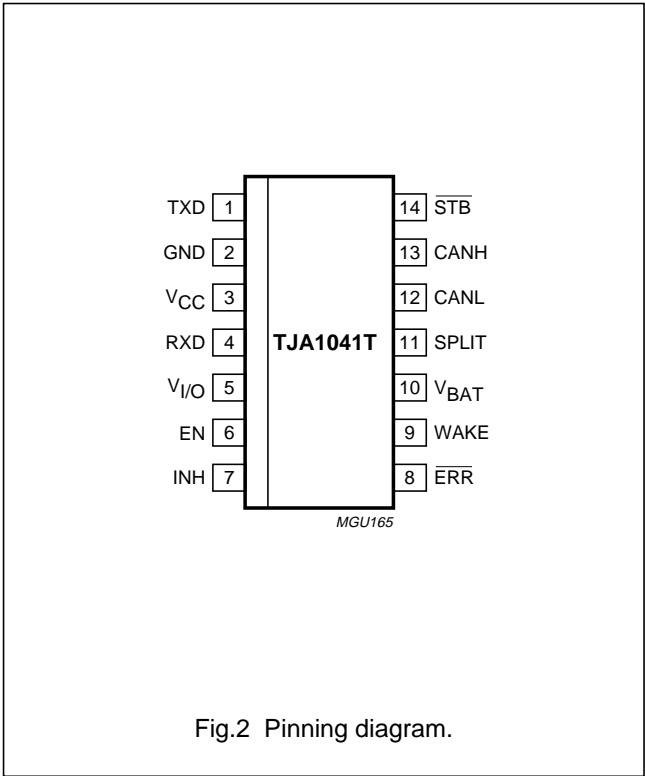 TXD 1
GND 2
VCC 3
RXD 4
VI/O 5
EN 6
INH 7
TJA1041T
14 STB
13 CANH
12 CANL
11 SPLIT
10 VBAT
9 WAKE
8 ERR
MGU165
Fig.2 Pinning diagram.